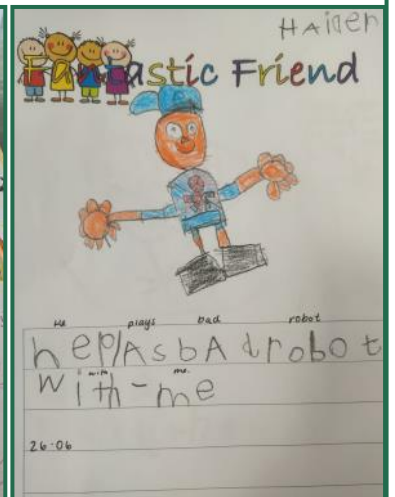 HAiDEn
Fantastic Friend
He plays bad robot
heplAsbAdrobot
with me.
with-me
26-06